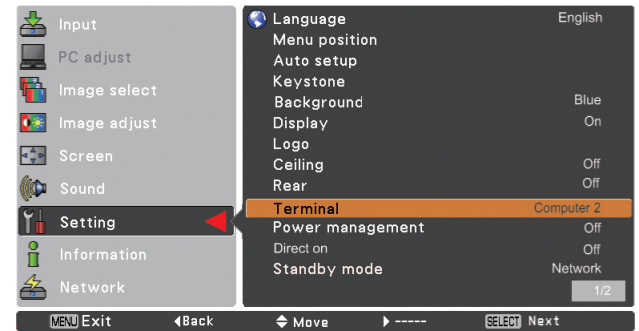 Input
PC adjust
Image select
Image adjust
Screen
Sound
Setting
Information
Network
Language English
Menu position
Auto setup
Keystone
Background Blue
Display On
Logo
Ceiling Off
Rear Off
Terminal Computer 2
Power management Off
Direct on Off
Standby mode Network
1/2
MENU Exit Back Move ----- SELECT Next